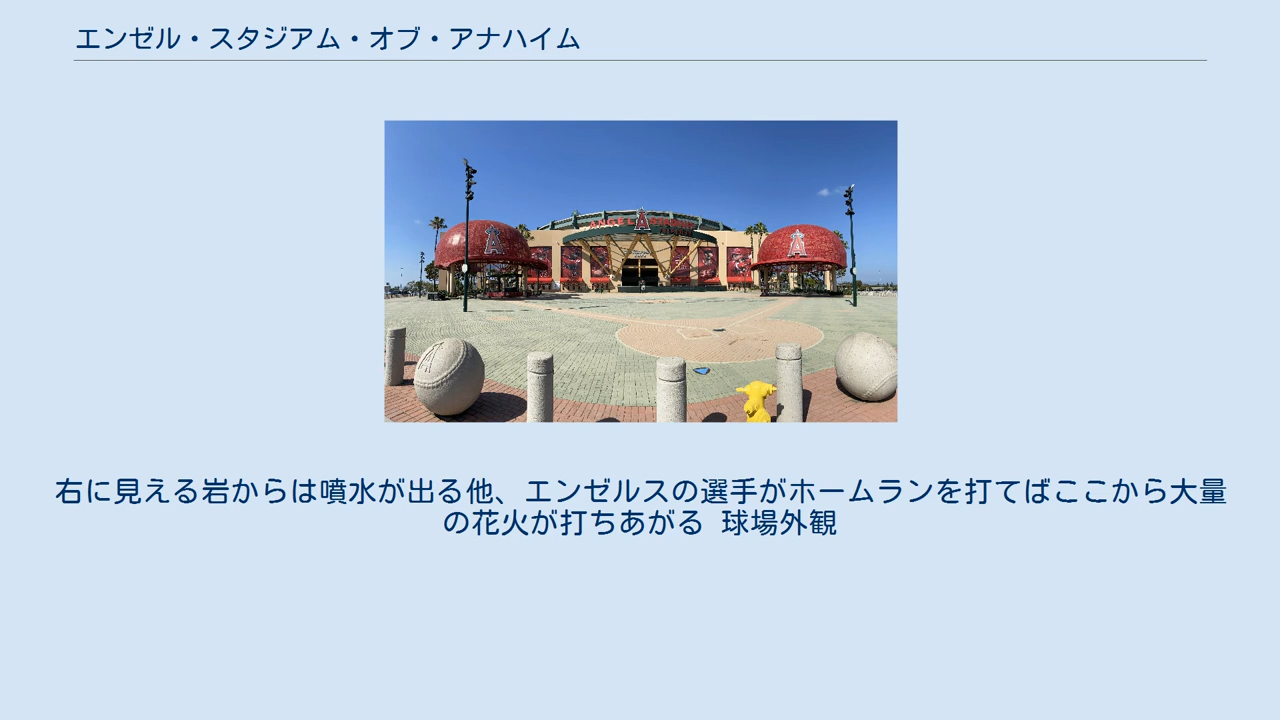 エンゼル・スタジアム・オブ・アナハイム
ANGEL STADIUM
右に見える岩からは噴水が出る他、エンゼルスの選手がホームランを打てばここから大量
の花火が打ちあがる 球場外観